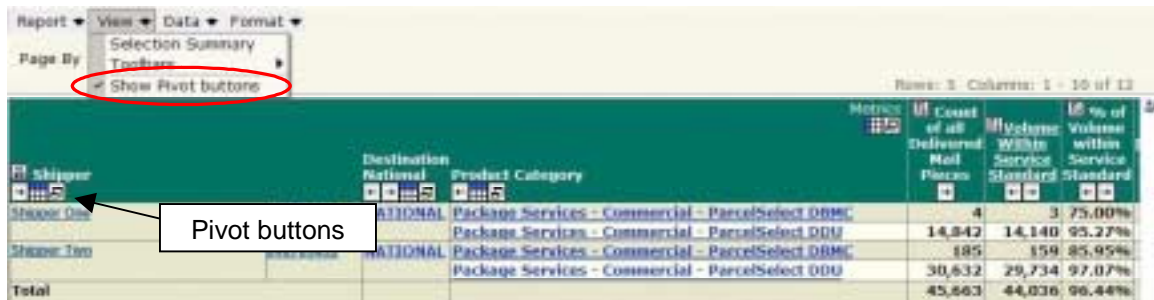 Report View Data Format
Selection Summary
Page By Toolbars
Show Pivot buttons
Rows: 5 Columns: 1 - 10 of 12
Metrics
Count of all Delivered Mail Pieces
Volume Within Service Standard
% of Volume within Service Standard
Shipper
Destination National
Product Category
Pivot buttons
Shipper One NATIONAL Package Services - Commercial - ParcelSelect DBMC 4 3 75.00%
Package Services - Commercial - ParcelSelect DDU 14,842 14,140 95.27%
Shipper Two NATIONAL Package Services - Commercial - ParcelSelect DBMC 185 159 85.95%
Package Services - Commercial - ParcelSelect DDU 30,632 29,734 97.07%
Total 45,663 44,036 96.44%